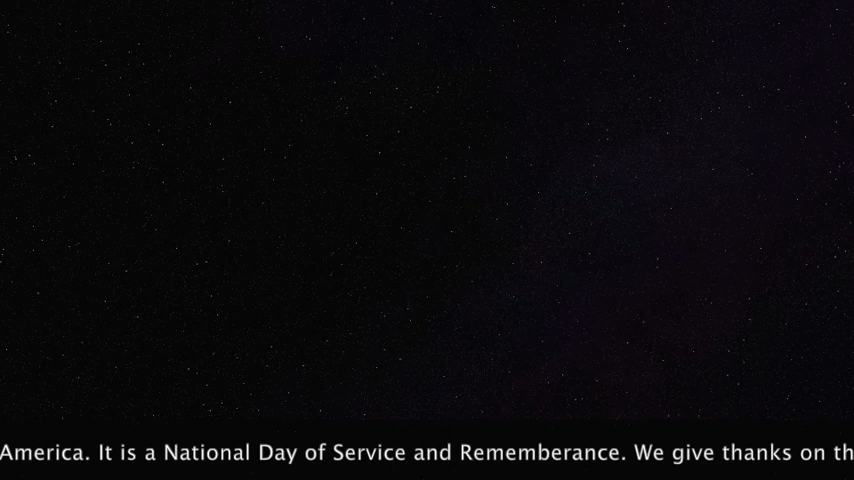 America. It is a National Day of Service and Rememberance. We give thanks on th